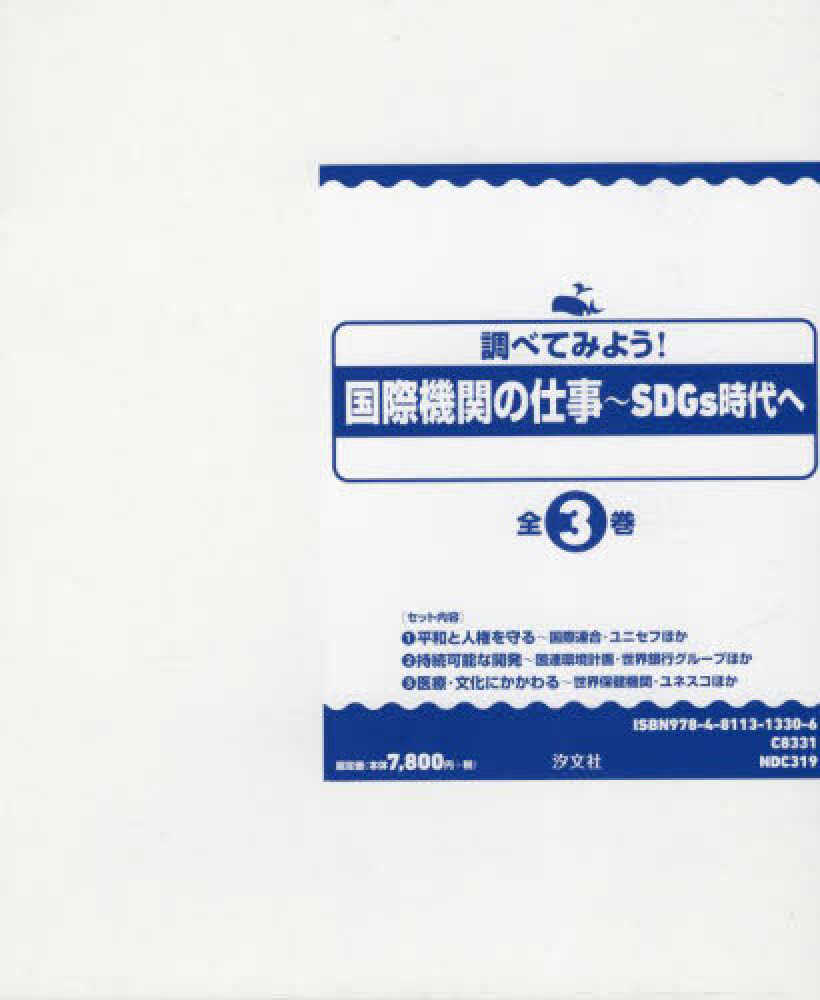 調べてみよう!
国際機関の仕事~SDGs時代へ
全3巻
〔セット内容〕
❶平和と人権を守る~国際連合・ユニセフほか
❷持続可能な開発~国連環境計画・世界銀行グループほか
❸医療・文化にかかわる~世界保健機関・ユネスコほか
ISBN978-4-8113-1330-6
C8331
揃定価(本体7,800円+税) 汐文社 NDC319